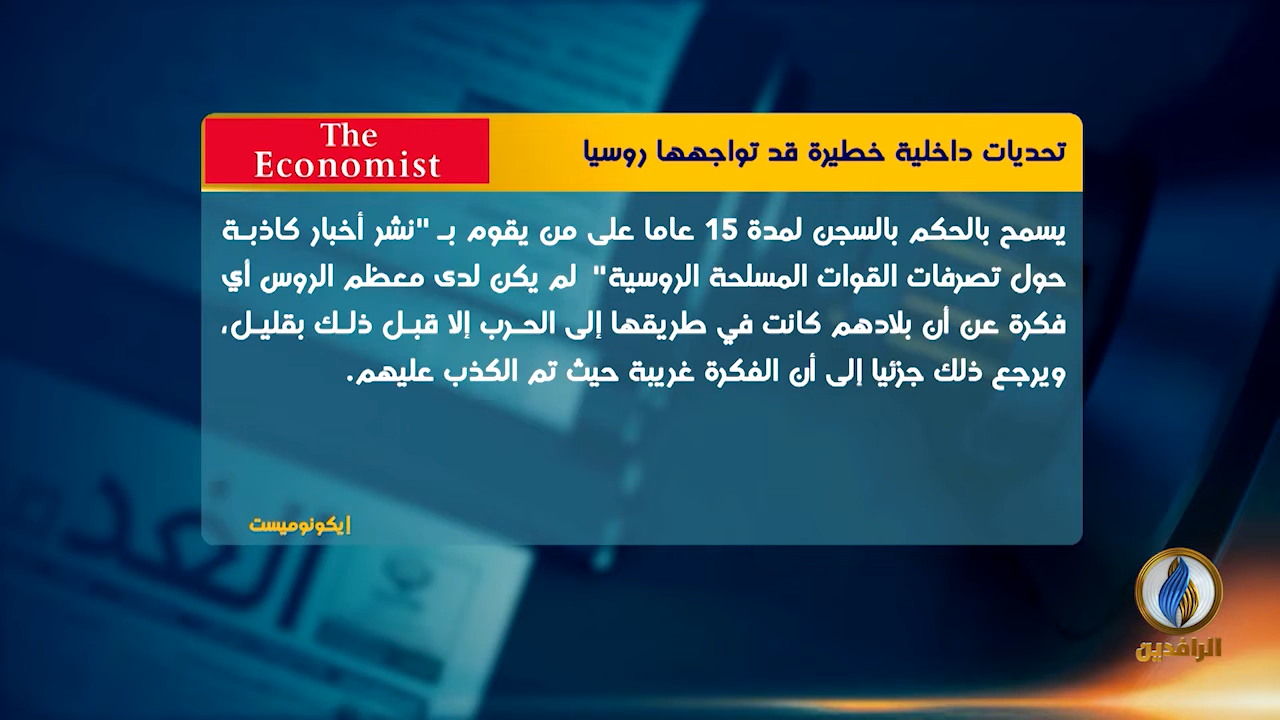 The
Economist
تحديات داخلية خطيرة قد تواجهها روسيا
يسمح بالحكم بالسجن لمدة 15 عاما على من يقوم بـ "نشر أخبار كاذبة
حول تصرفات القوات المسلحة الروسية" لم يكن لدى معظم الروس أي
فكرة عن أن بلادهم كانت في طريقها إلى الحرب إلا قبل ذلك بقليل،
ويرجع ذلك جزئيا إلى أن الفكرة غريبة حيث تم الكذب عليهم.
إيكونوميست
الغد
الرافدين